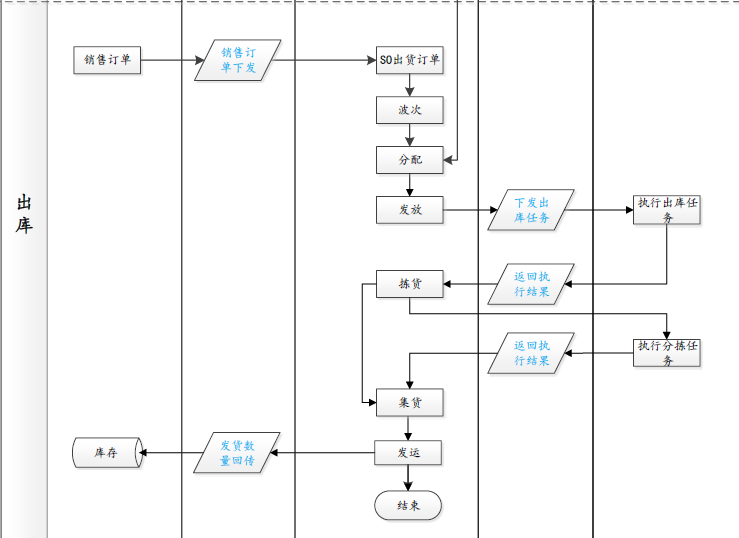 出
库
销售订单
销售订
单下发
SO出货订单
波次
分配
发放
下发出
库任务
执行出库任
务
拣货
返回执
行结果
返回执
行结果
执行分拣任
务
集货
库存
发货数
量回传
发运
结束